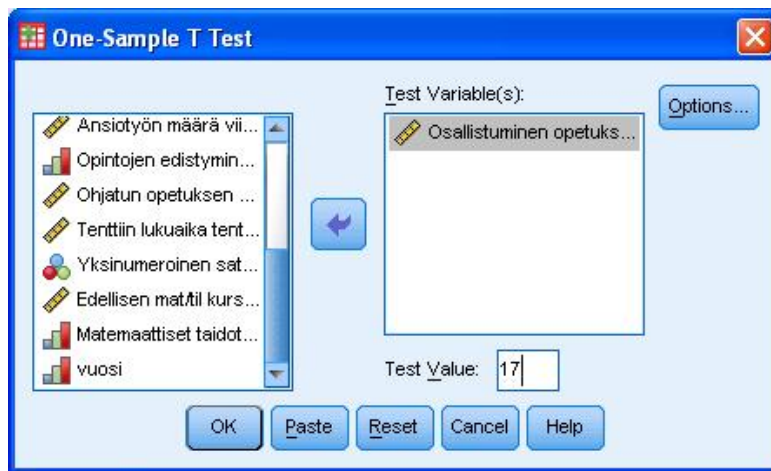 One-Sample T Test
Ansiotyön määrä vii...
Opintojen edistymin...
Ohjatun opetuksen ...
Tenttiin lukuaika tent...
Yksinumeroinen sat...
Edellisen mat/til kurs...
Matemaattiset taidot...
vuosi
Test Variable(s):
Osallistuminen opetuks...
Options...
Test Value: 17
OK Paste Reset Cancel Help